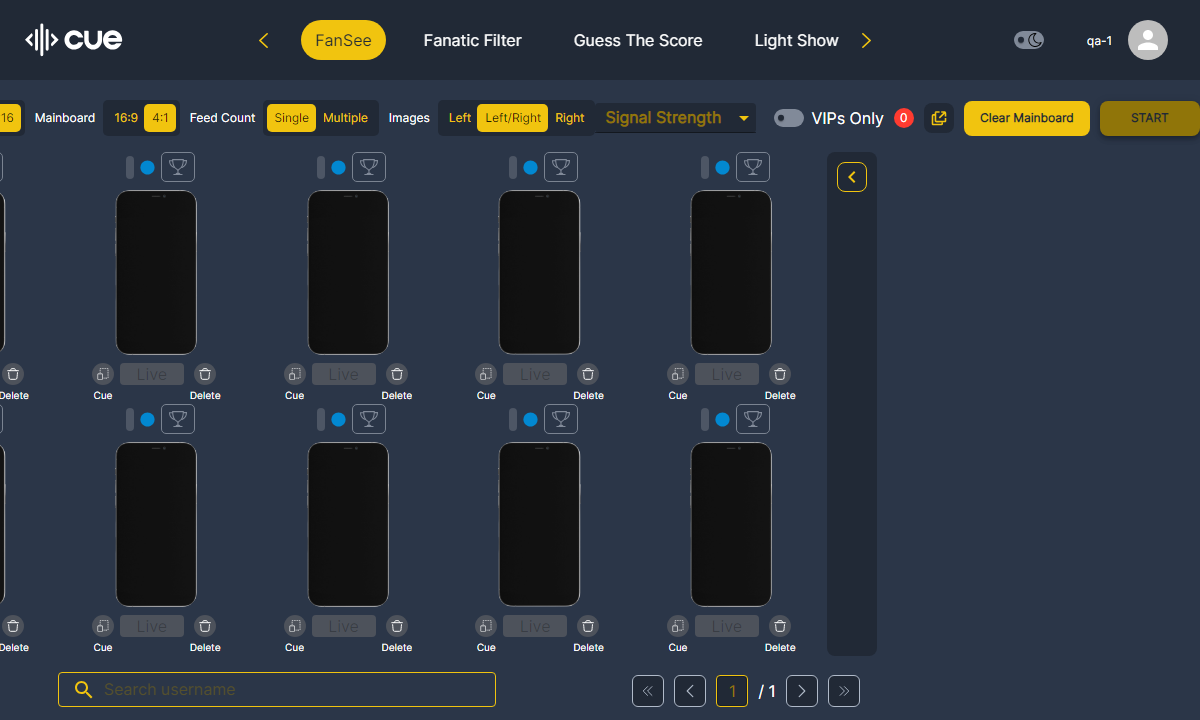 cue
FanSee
Fanatic Filter
Guess The Score
Light Show
qa-1
16
Mainboard
16:9
4:1
Feed Count
Single
Multiple
Images
Left
Left/Right
Right
Signal Strength
VIPs Only
0
Clear Mainboard
START
Delete
Cue
Live
Delete
Cue
Live
Delete
Cue
Live
Delete
Cue
Live
Delete
Delete
Cue
Live
Delete
Cue
Live
Delete
Cue
Live
Delete
Cue
Live
Delete
Search username
1
/ 1